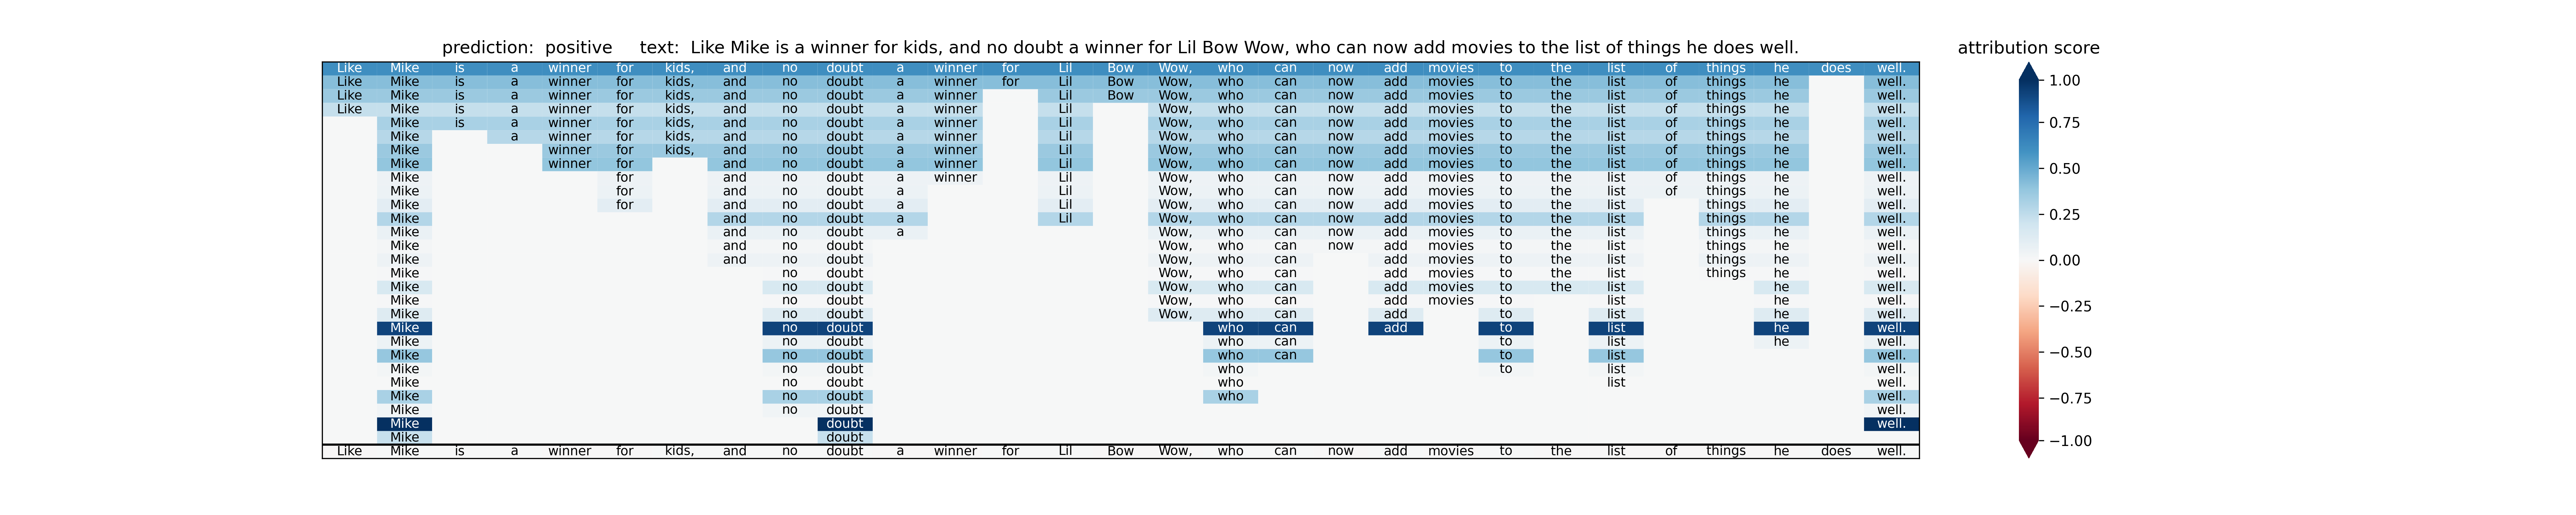 prediction: positive text: Like Mike is a winner for kids, and no doubt a winner for Lil Bow Wow, who can now add movies to the list of things he does well.
Like Mike is a winner for kids, and no doubt a winner for Lil Bow Wow, who can now add movies to the list of things he does well.
Like Mike is a winner for kids, and no doubt a winner for Lil Bow Wow, who can now add movies to the list of things he well.
Like Mike is a winner for kids, and no doubt a winner Lil Bow Wow, who can now add movies to the list of things he well.
Like Mike is a winner for kids, and no doubt a winner Lil Wow, who can now add movies to the list of things he well.
Mike is a winner for kids, and no doubt a winner Lil Wow, who can now add movies to the list of things he well.
Mike a winner for kids, and no doubt a winner Lil Wow, who can now add movies to the list of things he well.
Mike winner for kids, and no doubt a winner Lil Wow, who can now add movies to the list of things he well.
Mike winner for and no doubt a winner Lil Wow, who can now add movies to the list of things he well.
Mike for and no doubt a winner Lil Wow, who can now add movies to the list of things he well.
Mike for and no doubt a Lil Wow, who can now add movies to the list of things he well.
Mike for and no doubt a Lil Wow, who can now add movies to the list things he well.
Mike and no doubt a Lil Wow, who can now add movies to the list things he well.
Mike and no doubt a Wow, who can now add movies to the list things he well.
Mike and no doubt Wow, who can now add movies to the list things he well.
Mike and no doubt Wow, who can add movies to the list things he well.
Mike no doubt Wow, who can add movies to the list things he well.
Mike no doubt Wow, who can add movies to the list he well.
Mike no doubt Wow, who can add movies to list he well.
Mike no doubt Wow, who can add to list he well.
Mike no doubt who can add to list he well.
Mike no doubt who can to list he well.
Mike no doubt who can to list well.
Mike no doubt who to list well.
Mike no doubt who list well.
Mike no doubt who well.
Mike no doubt well.
Mike doubt well.
Mike doubt
Like Mike is a winner for kids, and no doubt a winner for Lil Bow Wow, who can now add movies to the list of things he does well.
attribution score
1.00
0.75
0.50
0.25
0.00
−0.25
−0.50
−0.75
−1.00